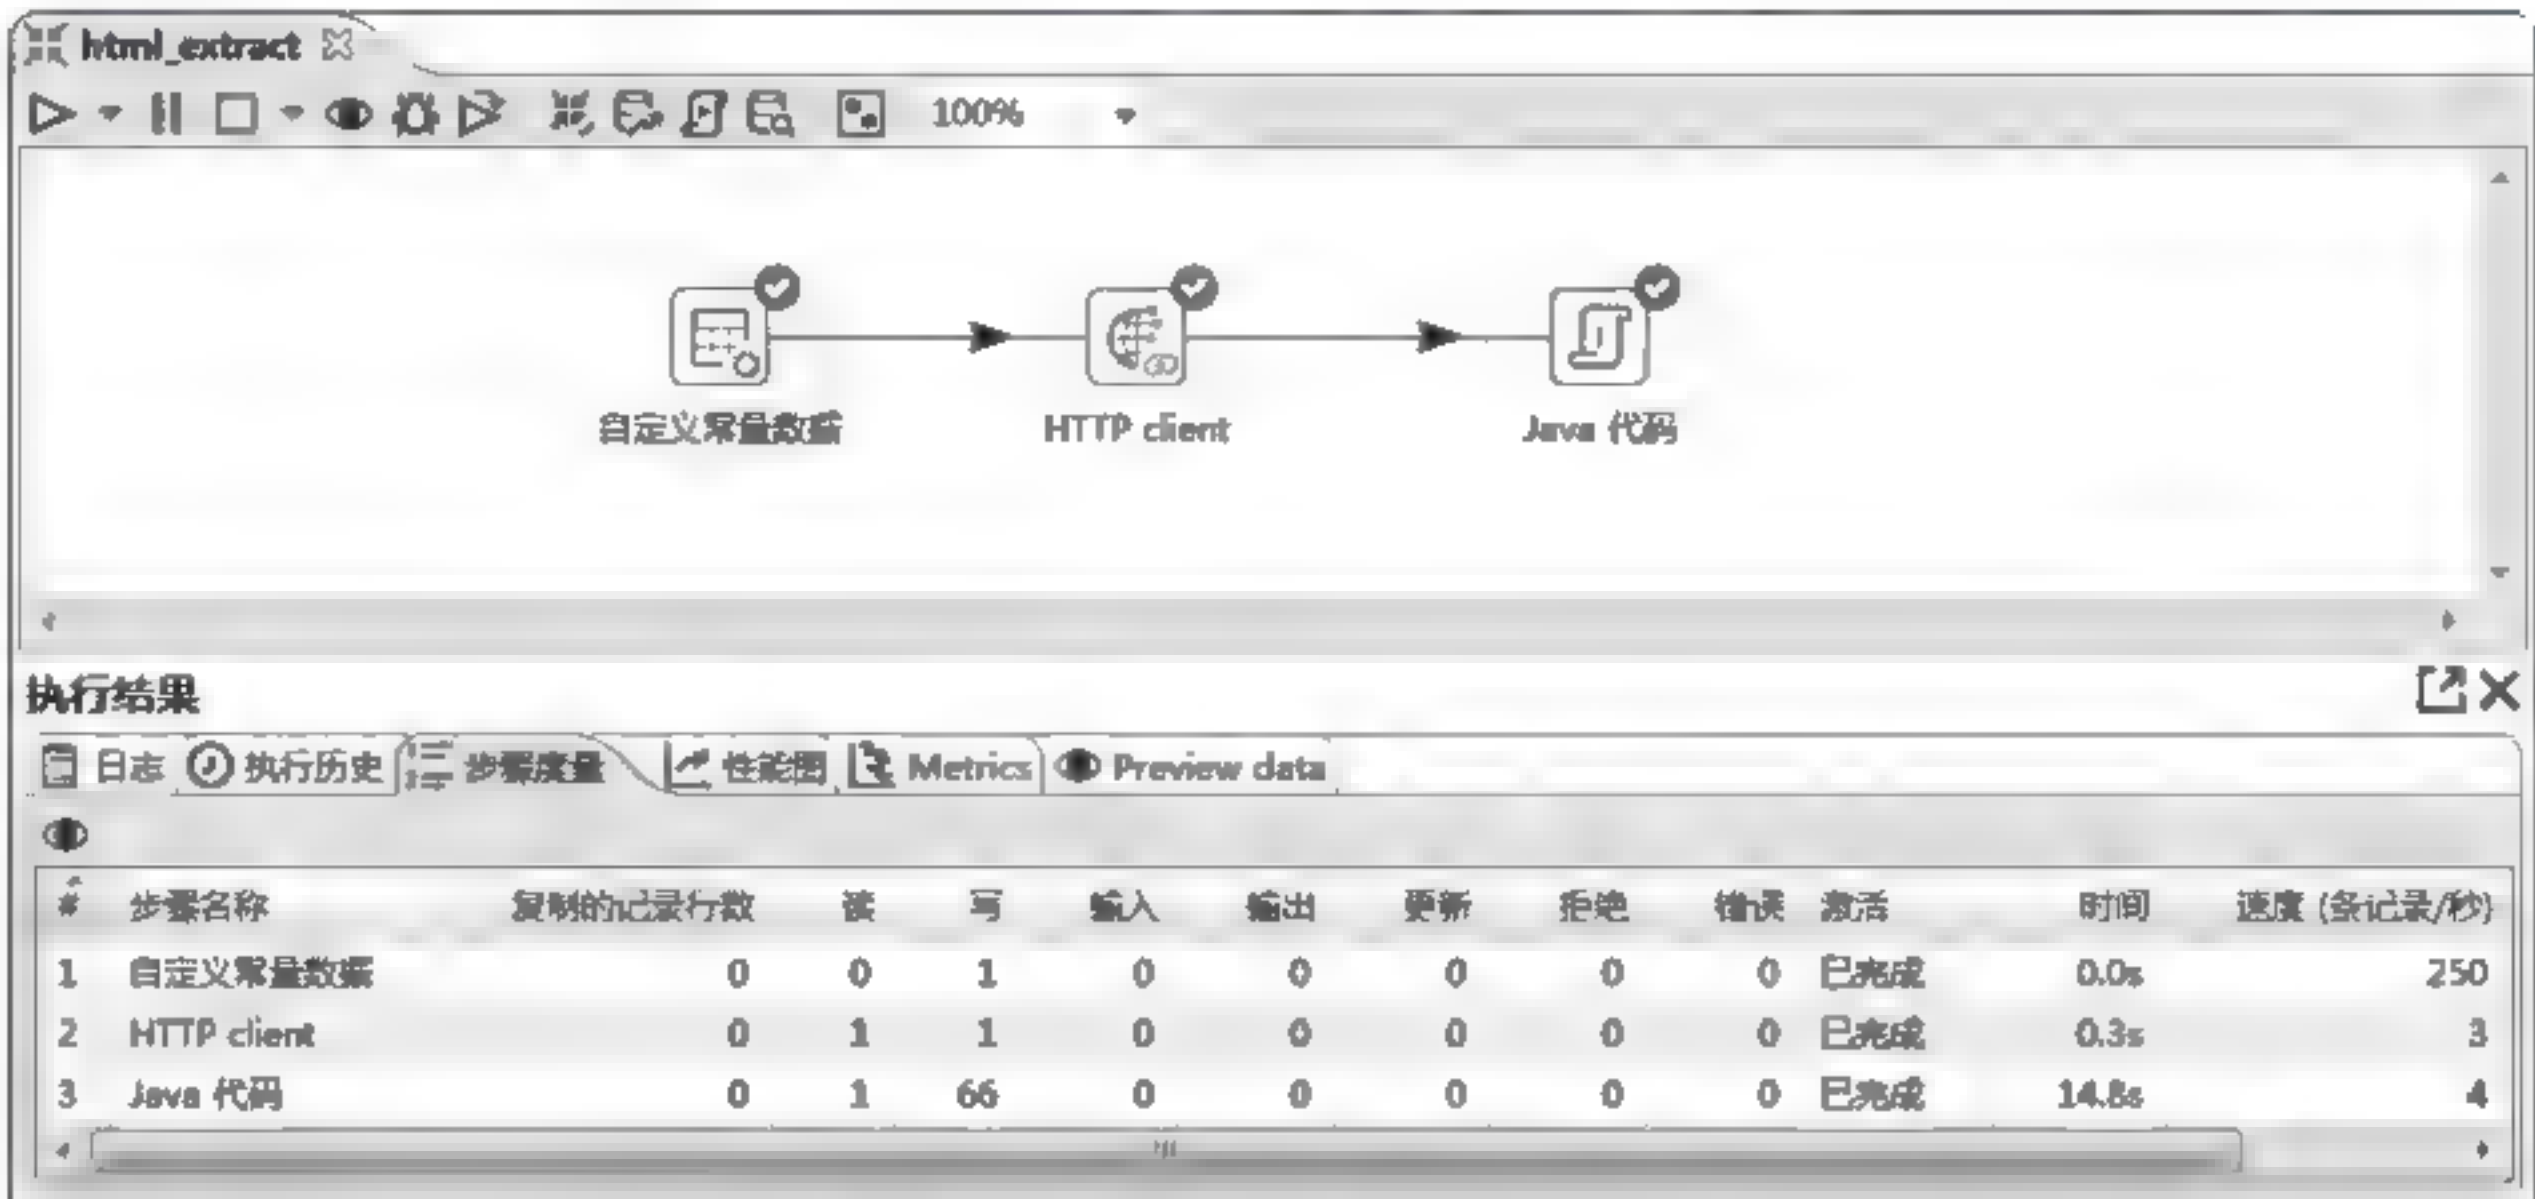 html_extract
100%
自定义常量数据 HTTP client Java 代码
执行结果
日志 执行历史 步骤度量 性能图 Metrics Preview data
# 步骤名称 复制的记录行数 读 写 输入 输出 更新 拒绝 错误 激活 时间 速度 (条记录/秒)
1 自定义常量数据 0 0 1 0 0 0 0 0 已完成 0.0s 250
2 HTTP client 0 1 1 0 0 0 0 0 已完成 0.3s 3
3 Java 代码 0 1 66 0 0 0 0 0 已完成 14.8s 4